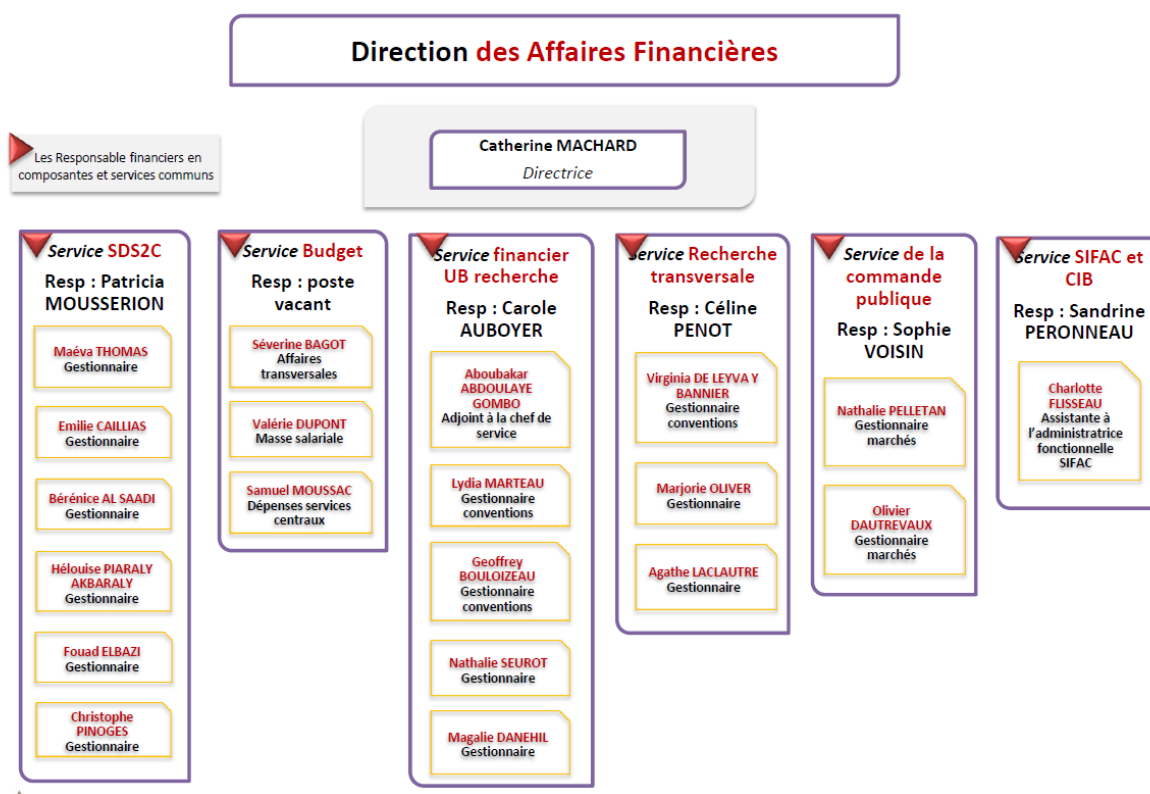 Direction des Affaires Financières
Les Responsable financiers en
composantes et services communs
Catherine MACHARD
Directrice
Service SDS2C
Resp : Patricia
MOUSSERION
Maéva THOMAS
Gestionnaire
Emilie CAILLIAS
Gestionnaire
Bérénice AL SAADI
Gestionnaire
Hélouise PIARALY
AKBARALY
Gestionnaire
Fouad ELBAZI
Gestionnaire
Christophe
PINOGES
Gestionnaire
Service Budget
Resp : poste
vacant
Séverine BAGOT
Affaires
transversales
Valérie DUPONT
Masse salariale
Samuel MOUSSAC
Dépenses services
centraux
Service financier
UB recherche
Resp : Carole
AUBOYER
Aboubakar
ABDOULAYE
GOMBO
Adjoint à la chef de
service
Lydia MARTEAU
Gestionnaire
conventions
Geoffrey
BOULOIZEAU
Gestionnaire
conventions
Nathalie SEUROT
Gestionnaire
Magalie DANEHIL
Gestionnaire
Service Recherche
transversale
Resp : Céline
PENOT
Virginia DE LEYVA Y
BANNIER
Gestionnaire
conventions
Marjorie OLIVER
Gestionnaire
Agathe LACLAUTRE
Gestionnaire
Service de la
commande
publique
Resp : Sophie
VOISIN
Nathalie PELLETAN
Gestionnaire
marchés
Olivier
DAUTREVAUX
Gestionnaire
marchés
Service SIFAC et
CIB
Resp : Sandrine
PERONNEAU
Charlotte
FLISSEAU
Assistante à
l'administratrice
fonctionnelle
SIFAC